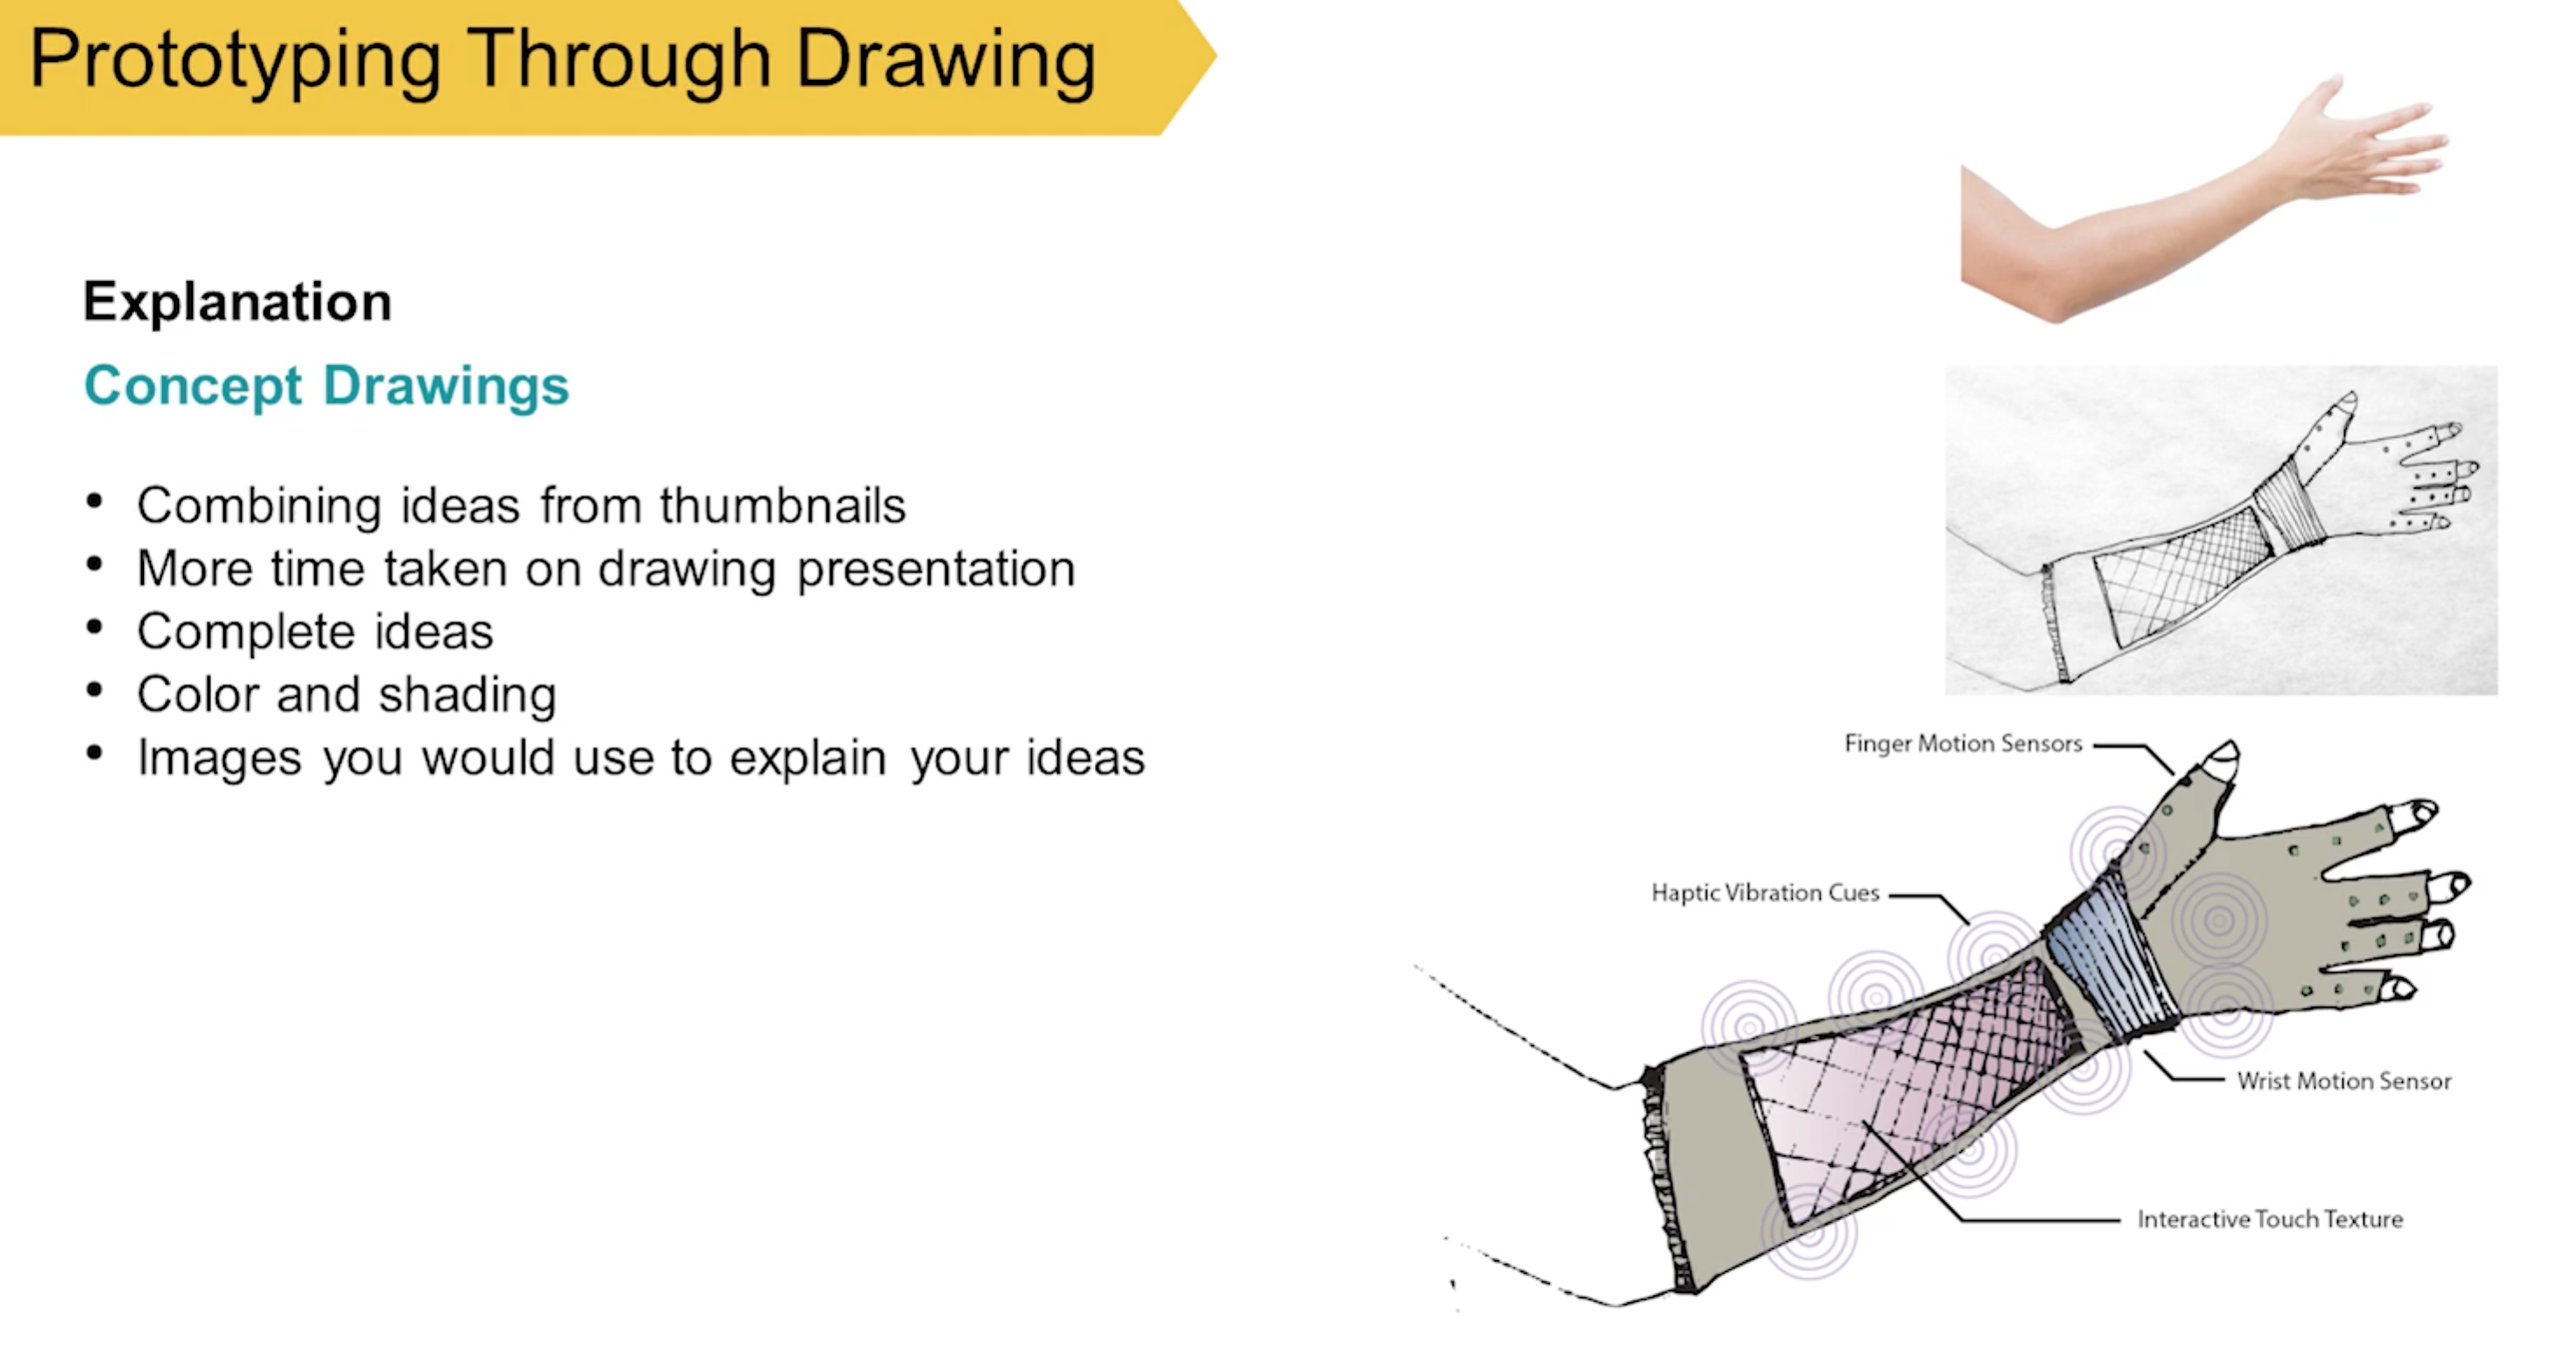 Prototyping Through Drawing
Explanation
Concept Drawings
• Combining ideas from thumbnails
• More time taken on drawing presentation
• Complete ideas
• Color and shading
• Images you would use to explain your ideas
Finger Motion Sensors
Haptic Vibration Cues
Wrist Motion Sensor
Interactive Touch Texture